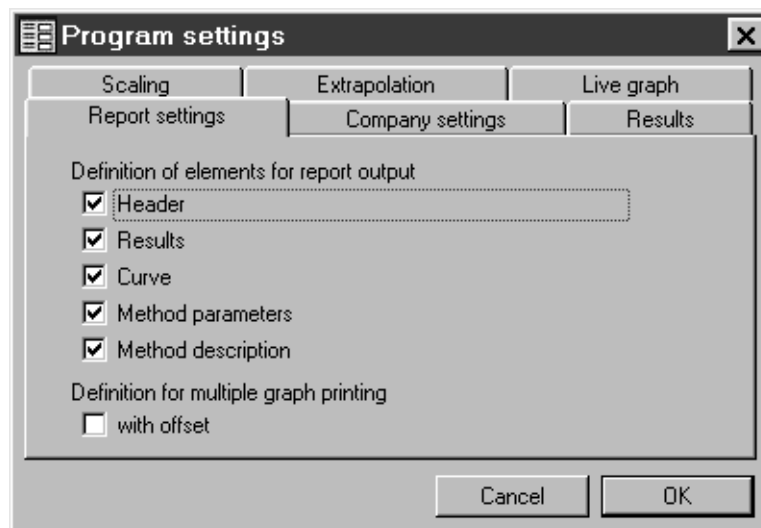 Program settings
Scaling Extrapolation Live graph
Report settings Company settings Results
Definition of elements for report output
Header
Results
Curve
Method parameters
Method description
Definition for multiple graph printing
with offset
Cancel OK